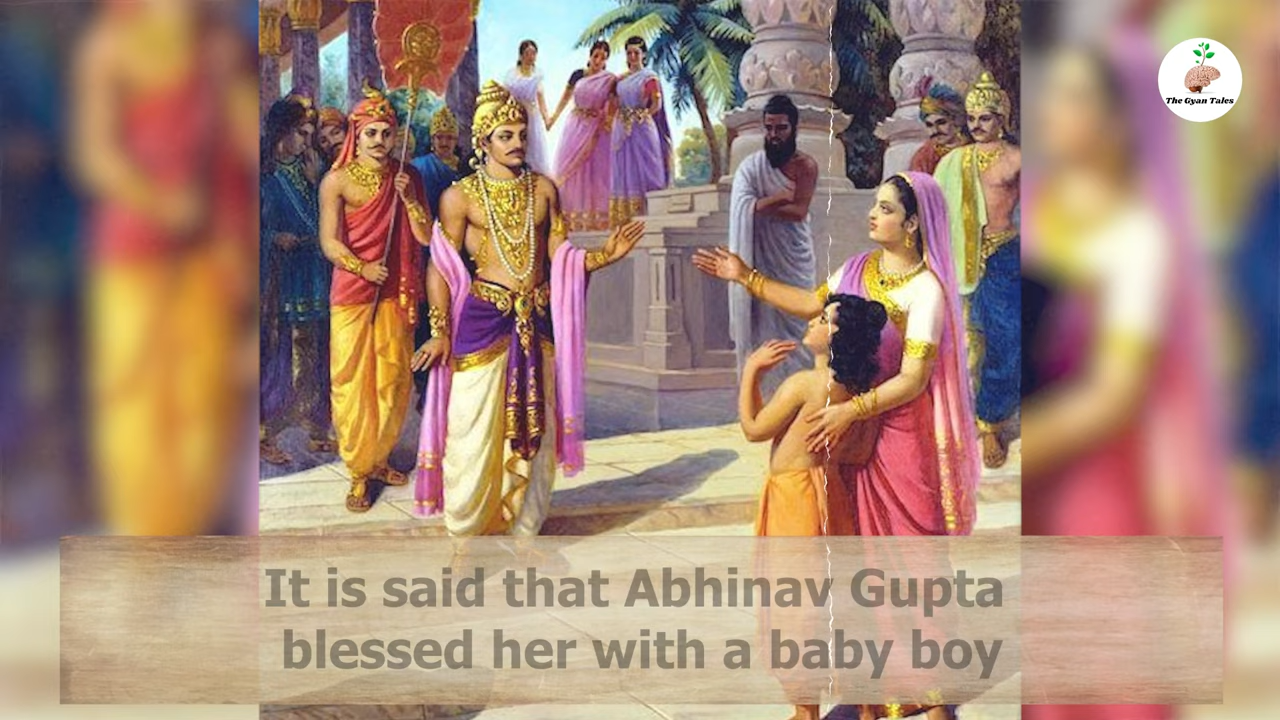 The Gyan Tales
It is said that Abhinav Gupta
blessed her with a baby boy